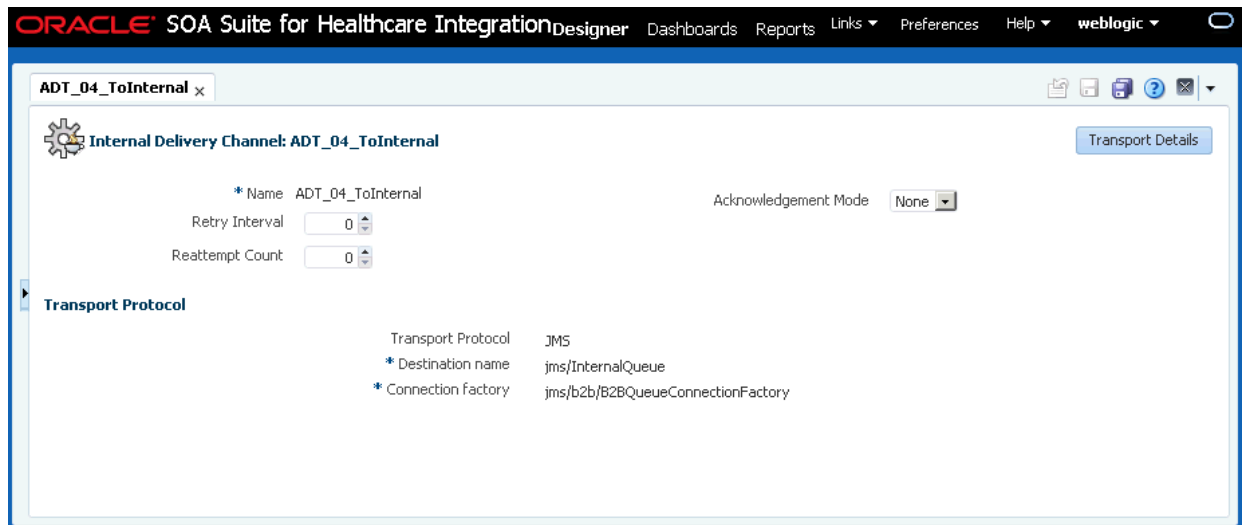 ORACLE SOA Suite for Healthcare Integration Designer Dashboards Reports Links Preferences Help weblogic
ADT_04_ToInternal
Internal Delivery Channel: ADT_04_ToInternal
Transport Details
* Name ADT_04_ToInternal
Acknowledgement Mode None
Retry Interval 0
Reattempt Count 0
Transport Protocol
Transport Protocol JMS
* Destination name jms/InternalQueue
* Connection factory jms/b2b/B2BQueueConnectionFactory